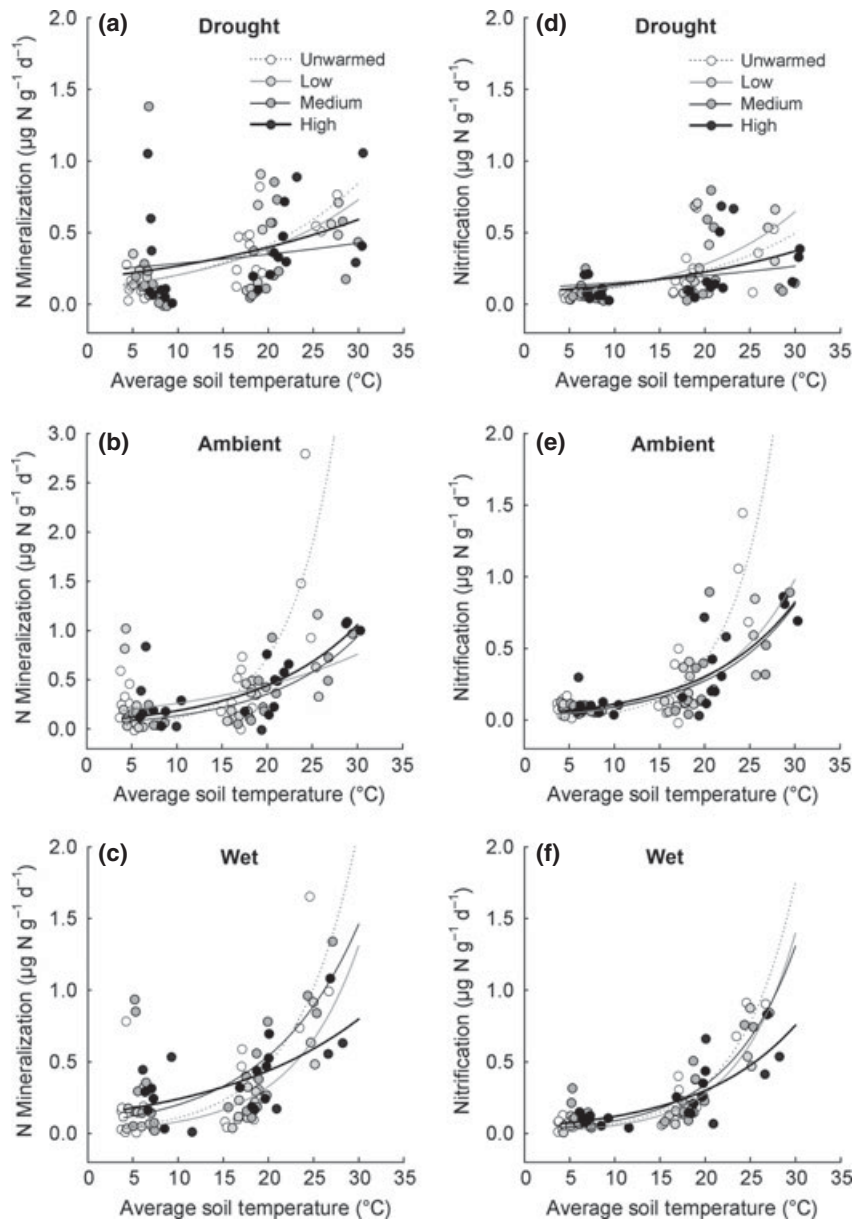 (a)
Drought
Unwarmed
Low
Medium
High
N Mineralization (µg N g⁻¹ d⁻¹)
2.0
1.5
1.0
0.5
0.0
0 5 10 15 20 25 30 35
Average soil temperature (°C)
(d)
Drought
Unwarmed
Low
Medium
High
Nitrification (µg N g⁻¹ d⁻¹)
2.0
1.5
1.0
0.5
0.0
0 5 10 15 20 25 30 35
Average soil temperature (°C)
(b)
Ambient
N Mineralization (µg N g⁻¹ d⁻¹)
3.0
2.5
2.0
1.5
1.0
0.5
0.0
0 5 10 15 20 25 30 35
Average soil temperature (°C)
(e)
Ambient
Nitrification (µg N g⁻¹ d⁻¹)
2.0
1.5
1.0
0.5
0.0
0 5 10 15 20 25 30 35
Average soil temperature (°C)
(c)
Wet
N Mineralization (µg N g⁻¹ d⁻¹)
2.0
1.5
1.0
0.5
0.0
0 5 10 15 20 25 30 35
Average soil temperature (°C)
(f)
Wet
Nitrification (µg N g⁻¹ d⁻¹)
2.0
1.5
1.0
0.5
0.0
0 5 10 15 20 25 30 35
Average soil temperature (°C)